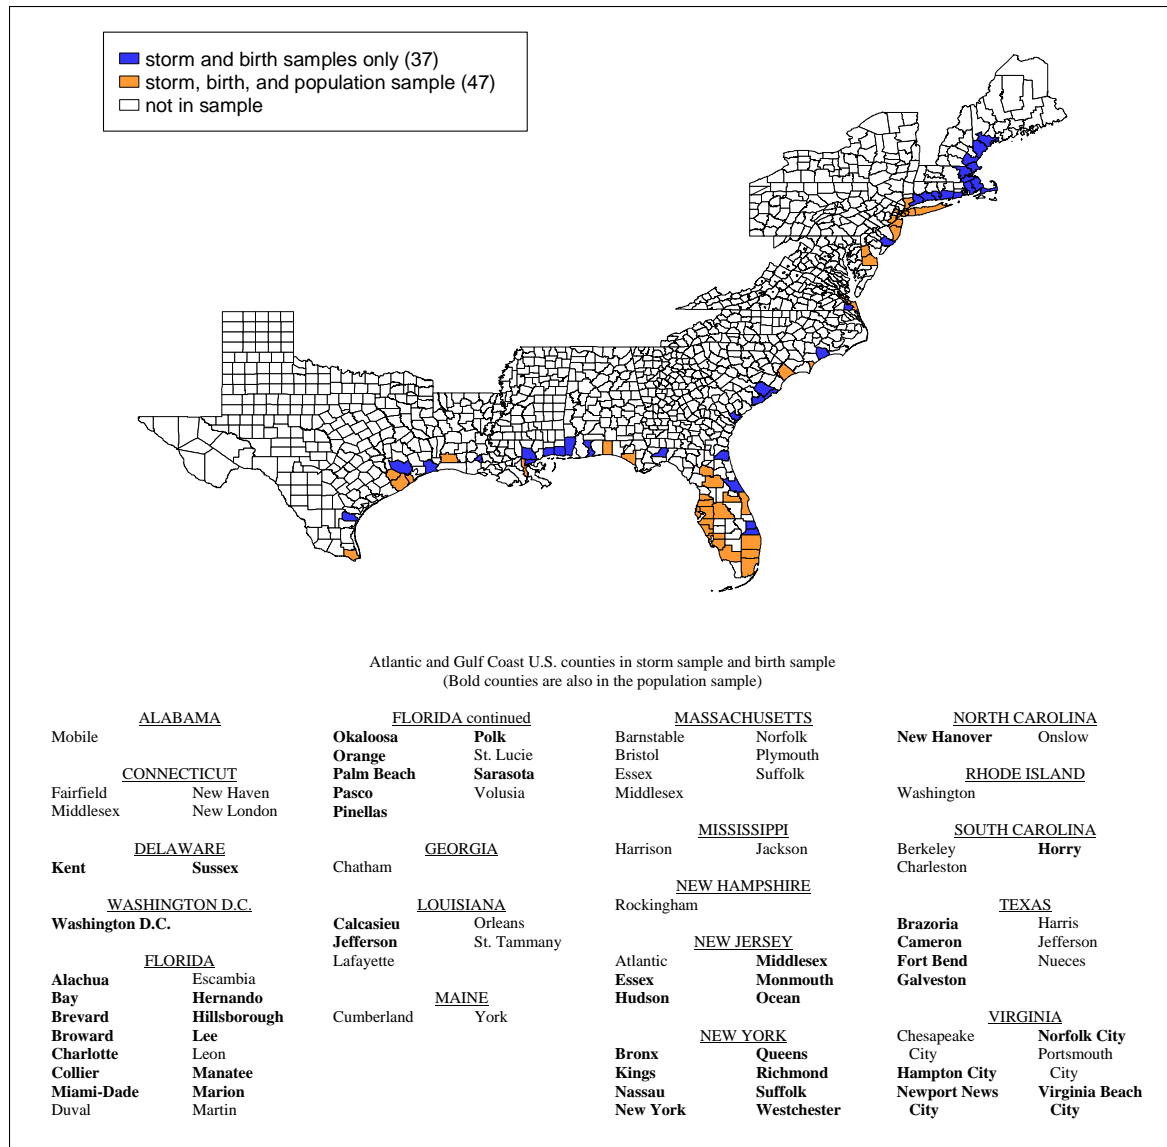 storm and birth samples only (37)
storm, birth, and population sample (47)
not in sample
Atlantic and Gulf Coast U.S. counties in storm sample and birth sample
(Bold counties are also in the population sample)
ALABAMA
Mobile
CONNECTICUT
Fairfield New Haven
Middlesex New London
DELAWARE
Kent Sussex
WASHINGTON D.C.
Washington D.C.
FLORIDA
Alachua Escambia
Bay Hernando
Brevard Hillsborough
Broward Lee
Charlotte Leon
Collier Manatee
Miami-Dade Marion
Duval Martin
FLORIDA continued
Okaloosa Polk
Orange St. Lucie
Palm Beach Sarasota
Pasco Volusia
Pinellas
GEORGIA
Chatham
LOUISIANA
Calcasieu Orleans
Jefferson St. Tammany
Lafayette
MAINE
Cumberland York
MASSACHUSETTS
Barnstable Norfolk
Bristol Plymouth
Essex Suffolk
Middlesex
MISSISSIPPI
Harrison Jackson
NEW HAMPSHIRE
Rockingham
NEW JERSEY
Atlantic Middlesex
Essex Monmouth
Hudson Ocean
NEW YORK
Bronx Queens
Kings Richmond
Nassau Suffolk
New York Westchester
NORTH CAROLINA
New Hanover Onslow
RHODE ISLAND
Washington
SOUTH CAROLINA
Berkeley Horry
Charleston
TEXAS
Brazoria Harris
Cameron Jefferson
Fort Bend Nueces
Galveston
VIRGINIA
Chesapeake Norfolk City
City Portsmouth
Hampton City City
Newport News Virginia Beach
City City